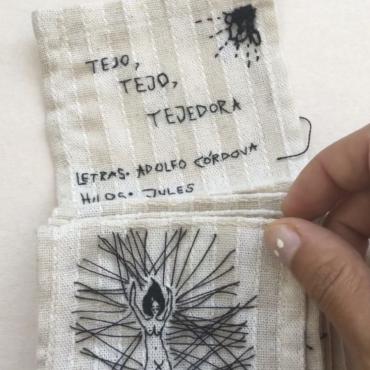 TEJO,
TEJO,
TEJEDORA
LETRAS. ADOLFO CÓRDOVA
HILOS. JULES